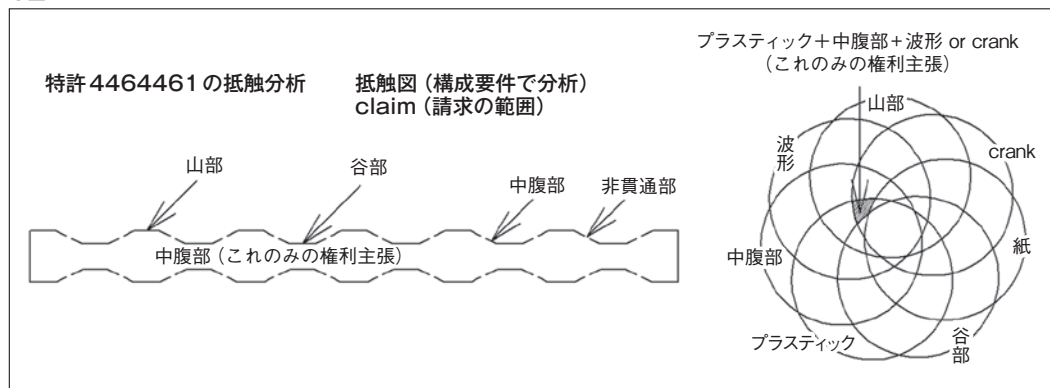 特許4464461の抵触分析
抵触図（構成要件で分析）
claim（請求の範囲）
山部
谷部
中腹部
非貫通部
中腹部（これのみの権利主張）
プラスティック＋中腹部＋波形 or crank
（これのみの権利主張）
山部
波形
crank
中腹部
紙
プラスティック
谷部